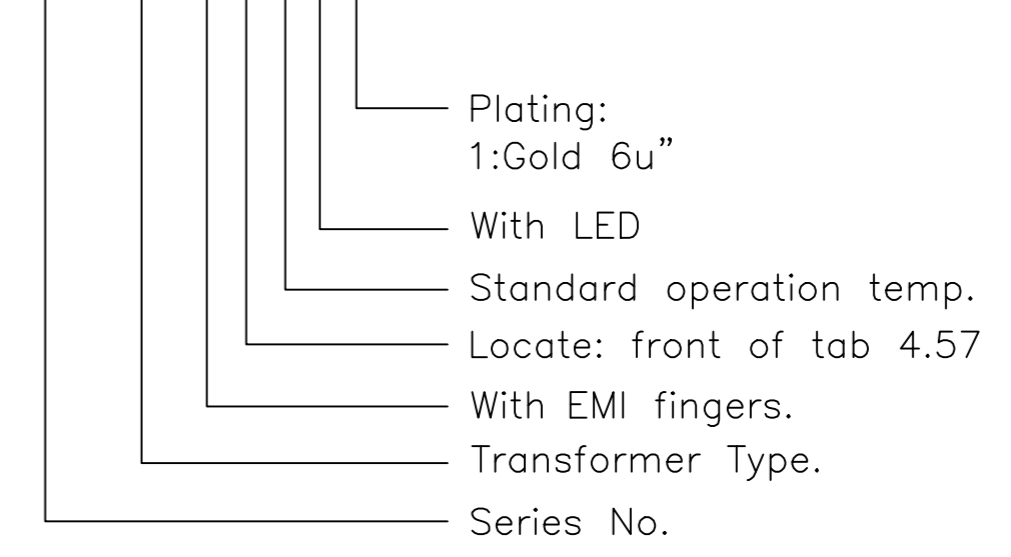 Plating:
1:Gold 6u”
With LED
Standard operation temp.
Locate: front of tab 4.57
With EMI fingers.
Transformer Type.
Series No.